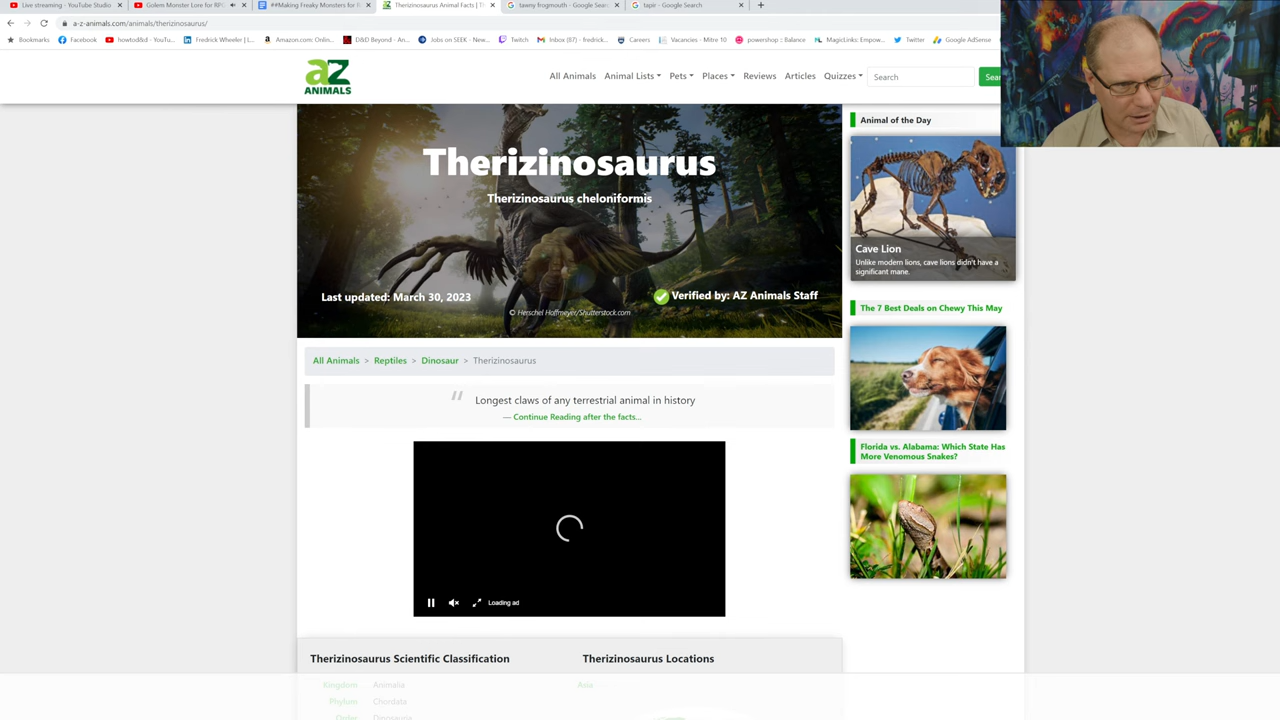 Live streaming - YouTube Studio
Golem Monster Lore for RPG
##Making Freaky Monsters for R
Therizinosaurus Animal Facts | T
tawny frogmouth - Google Sear
tapir - Google Search
a-z-animals.com/animals/therizinosaurus/
Bookmarks
Facebook
howtod&d - YouTu...
Fredrick Wheeler | L...
Amazon.com: Onlin...
D&D Beyond - An...
Jobs on SEEK - New...
Twitch
Inbox (87) - fredrick...
Careers
Vacancies - Mitre 10
powershop :: Balance
MagicLinks: Empow...
Twitter
Google AdSense
az
ANIMALS
All Animals
Animal Lists
Pets
Places
Reviews
Articles
Quizzes
Search
Sear
Therizinosaurus
Therizinosaurus cheloniformis
Last updated: March 30, 2023
Verified by: AZ Animals Staff
© Herschel Hoffmeyer/Shutterstock.com
All Animals > Reptiles > Dinosaur > Therizinosaurus
" Longest claws of any terrestrial animal in history
— Continue Reading after the facts...
Loading ad
Therizinosaurus Scientific Classification
Kingdom Animalia
Phylum Chordata
Order Dinosauria
Therizinosaurus Locations
Asia
Animal of the Day
Cave Lion
Unlike modern lions, cave lions didn't have a
significant mane.
The 7 Best Deals on Chewy This May
Florida vs. Alabama: Which State Has
More Venomous Snakes?